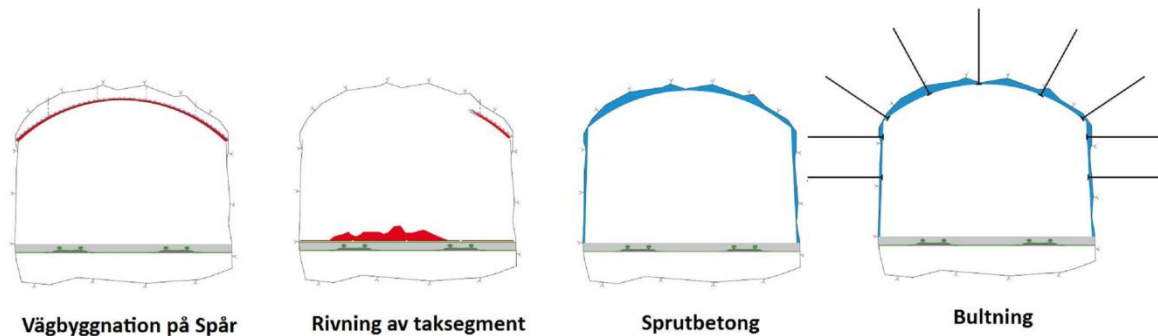 Vägbyggnation på Spår
Rivning av taksegment
Sprutbetong
Bultning